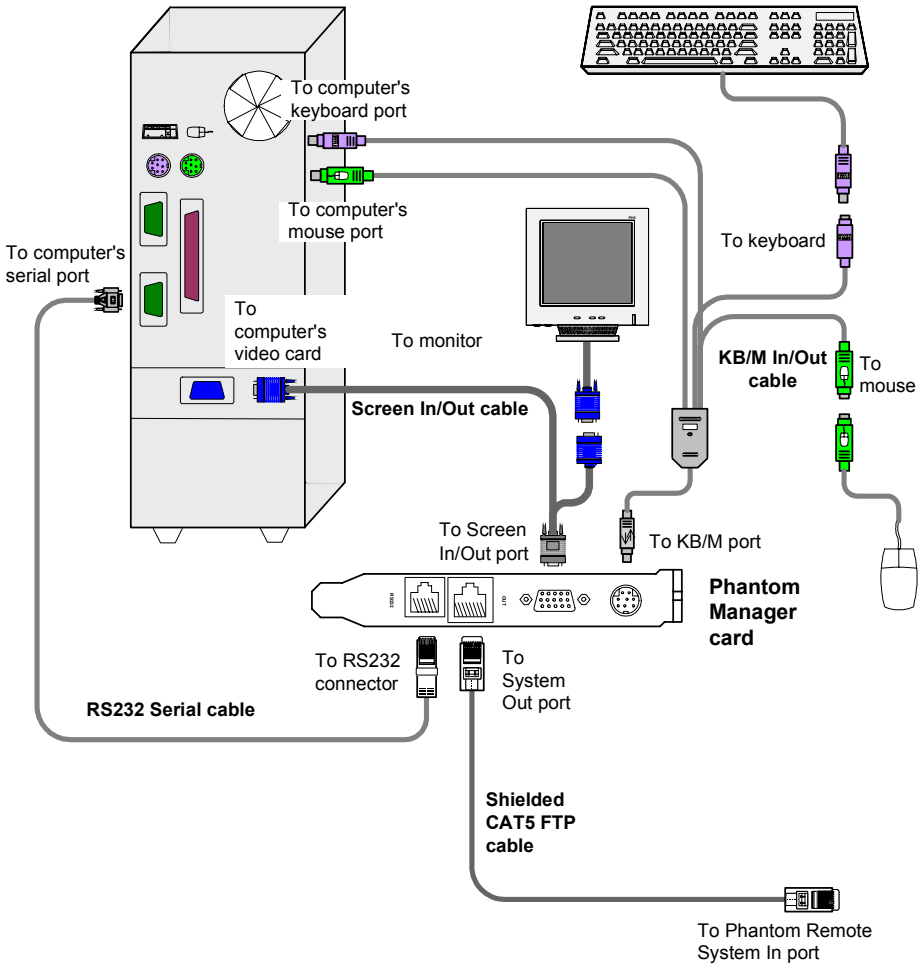 To computer's
keyboard port
To computer's
mouse port
To computer's
serial port
To
computer's
video card
To monitor
To keyboard
KB/M In/Out
cable
To
mouse
Screen In/Out cable
To Screen
In/Out port
To KB/M port
RS232
OUT
Phantom
Manager
card
To RS232
connector
To
System
Out port
RS232 Serial cable
Shielded
CAT5 FTP
cable
To Phantom Remote
System In port